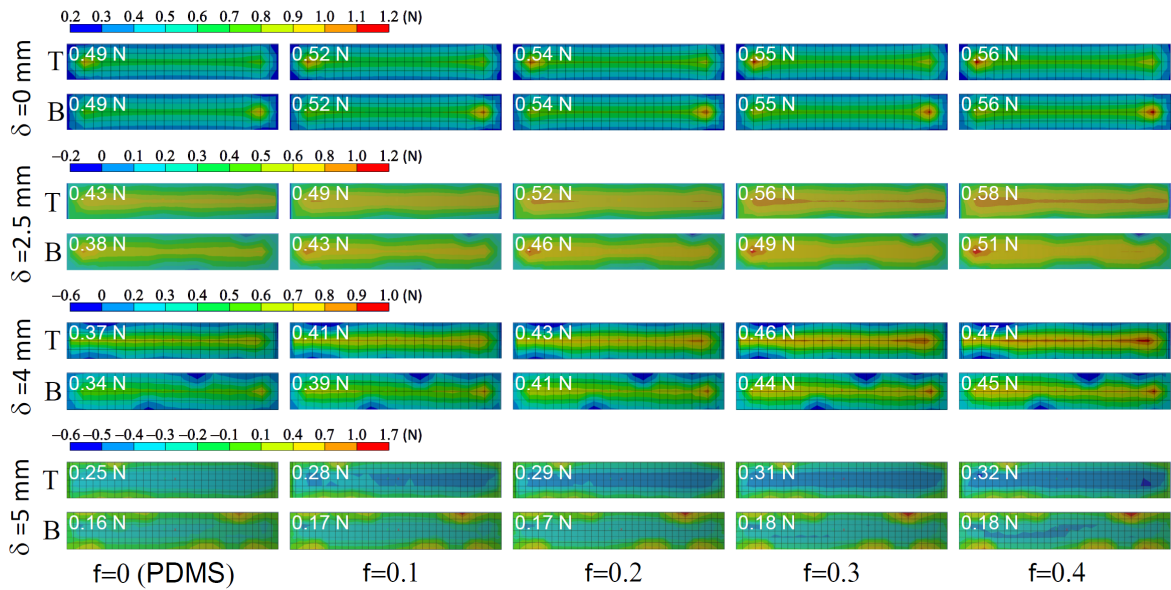 0.2 0.3 0.4 0.5 0.6 0.7 0.8 0.9 1.0 1.1 1.2 (N)
δ =0 mm
T 0.49 N 0.52 N 0.54 N 0.55 N 0.56 N
B 0.49 N 0.52 N 0.54 N 0.55 N 0.56 N
−0.2 0 0.1 0.2 0.3 0.4 0.5 0.6 0.8 1.0 1.2 (N)
δ =2.5 mm
T 0.43 N 0.49 N 0.52 N 0.56 N 0.58 N
B 0.38 N 0.43 N 0.46 N 0.49 N 0.51 N
−0.6 0 0.2 0.3 0.4 0.5 0.6 0.7 0.8 0.9 1.0 (N)
δ =4 mm
T 0.37 N 0.41 N 0.43 N 0.46 N 0.47 N
B 0.34 N 0.39 N 0.41 N 0.44 N 0.45 N
−0.6 −0.5 −0.4 −0.3 −0.2 −0.1 0.1 0.4 0.7 1.0 1.7 (N)
δ =5 mm
T 0.25 N 0.28 N 0.29 N 0.31 N 0.32 N
B 0.16 N 0.17 N 0.17 N 0.18 N 0.18 N
f=0 (PDMS) f=0.1 f=0.2 f=0.3 f=0.4